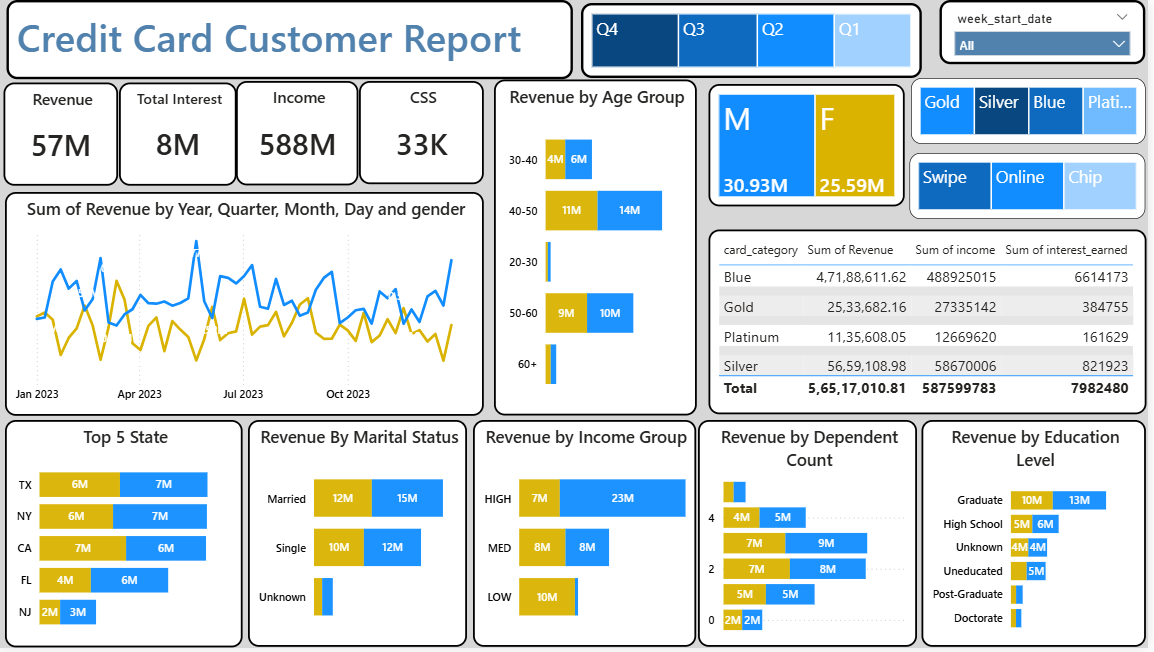 Credit Card Customer Report
Q4
Q3
Q2
Q1
week_start_date
All
Revenue
57M
Total Interest
8M
Income
588M
CSS
33K
Revenue by Age Group
30-40
4M
6M
40-50
11M
14M
20-30
50-60
9M
10M
60+
M
30.93M
F
25.59M
Gold
Silver
Blue
Plati...
Swipe
Online
Chip
Sum of Revenue by Year, Quarter, Month, Day and gender
Jan 2023
Apr 2023
Jul 2023
Oct 2023
card_category Sum of Revenue Sum of income Sum of interest_earned
Blue 4,71,88,611.62 488925015 6614173
Gold 25,33,682.16 27335142 384755
Platinum 11,35,608.05 12669620 161629
Silver 56,59,108.98 58670006 821923
Total 5,65,17,010.81 587599783 7982480
Top 5 State
TX
6M
7M
NY
6M
7M
CA
7M
6M
FL
4M
6M
NJ
2M
3M
Revenue By Marital Status
Married
12M
15M
Single
10M
12M
Unknown
Revenue by Income Group
HIGH
7M
23M
MED
8M
8M
LOW
10M
Revenue by Dependent
Count
4
4M
5M
7M
9M
2
7M
8M
5M
5M
0
2M
2M
Revenue by Education
Level
Graduate
10M
13M
High School
5M
6M
Unknown
4M
4M
Uneducated
5M
Post-Graduate
Doctorate